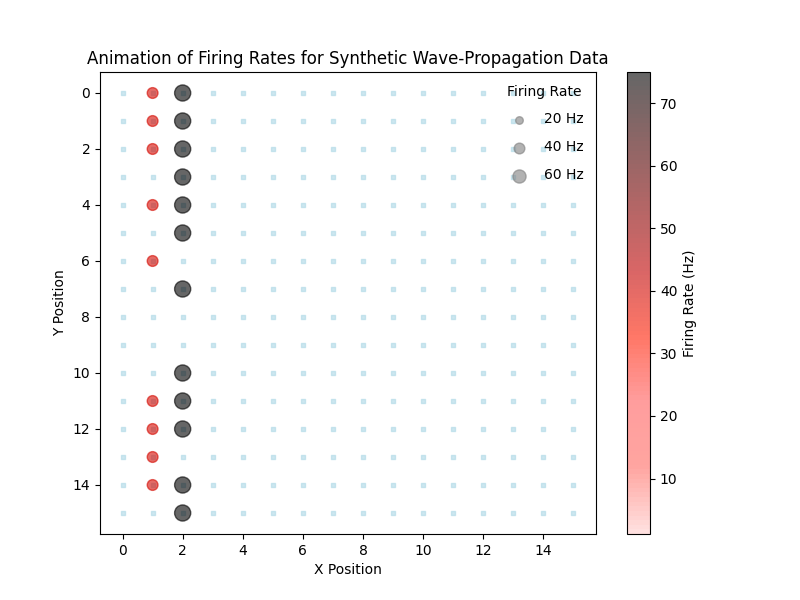 Animation of Firing Rates for Synthetic Wave-Propagation Data
Firing Rate
20 Hz
40 Hz
60 Hz
Y Position
0
2
4
6
8
10
12
14
0 2 4 6 8 10 12 14
X Position
70
60
50
40
30
20
10
Firing Rate (Hz)